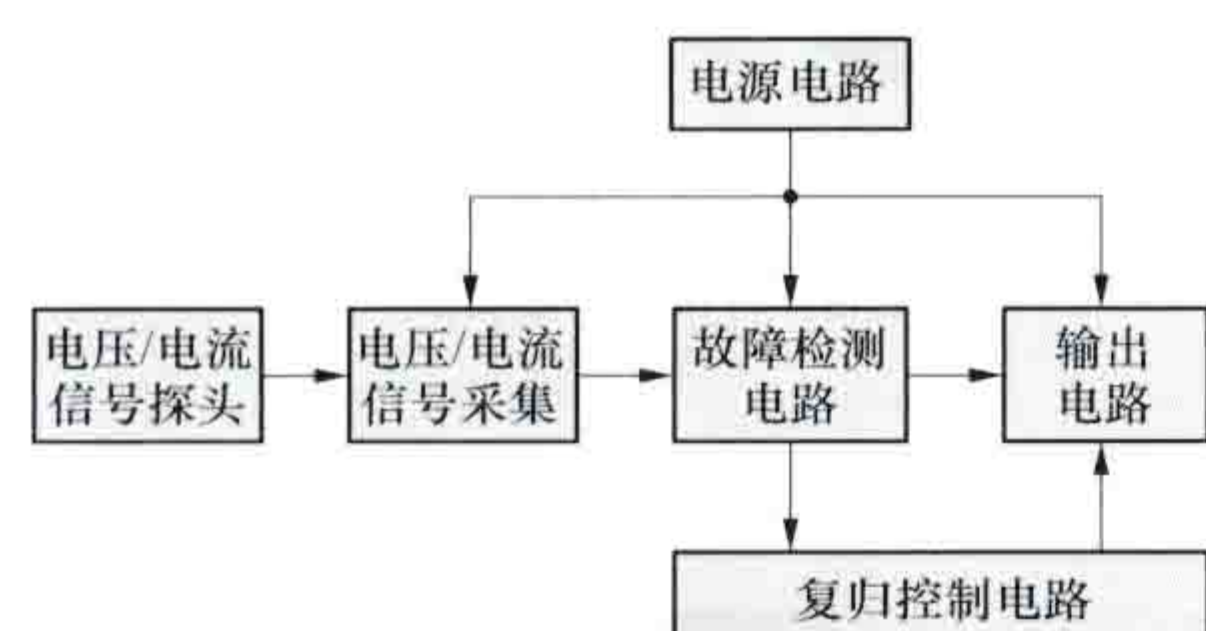 电源电路
电压/电流
信号探头
电压/电流
信号采集
故障检测
电路
输出
电路
复归控制电路